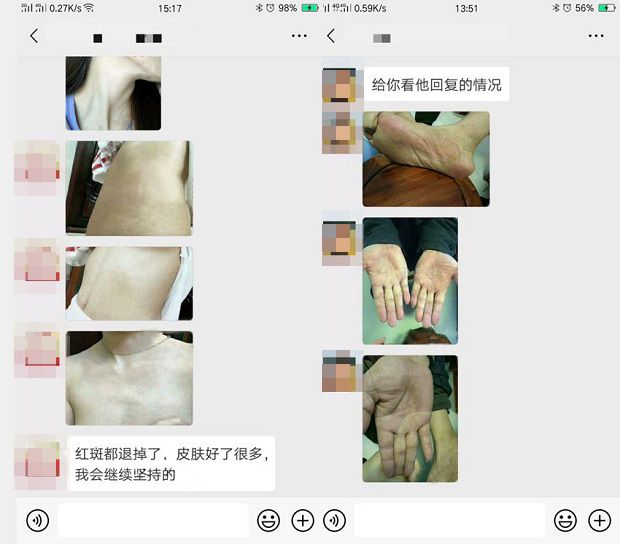 0.27K/s
15:17
98%
红斑都退掉了，皮肤好了很多，
我会继续坚持的
0.59K/s
13:51
56%
给你看他回复的情况